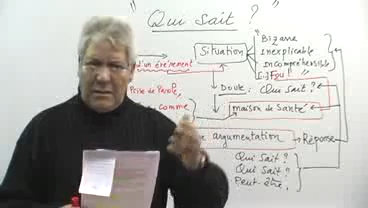 " Qui sait ? "
Situation
Bizarre
Inexplicable
Incompréhensible
Fou
d'un événement
Prise de Parole
Doute : Qui sait ?
comme
maison de santé
argumentation → Réponse
Qui sait ?
Qui sait ?
Peut-être.